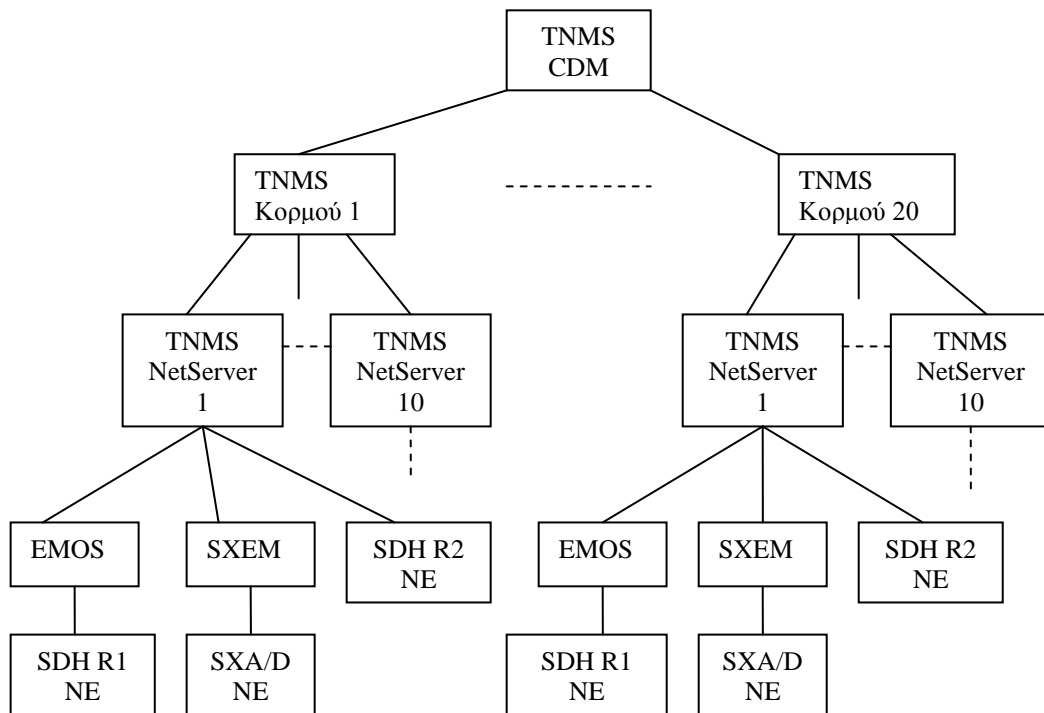 TNMS
CDM
TNMS
Κορμού 1
TNMS
Κορμού 20
TNMS
NetServer
1
TNMS
NetServer
10
TNMS
NetServer
1
TNMS
NetServer
10
EMOS
SXEM
SDH R2
NE
EMOS
SXEM
SDH R2
NE
SDH R1
NE
SXA/D
NE
SDH R1
NE
SXA/D
NE